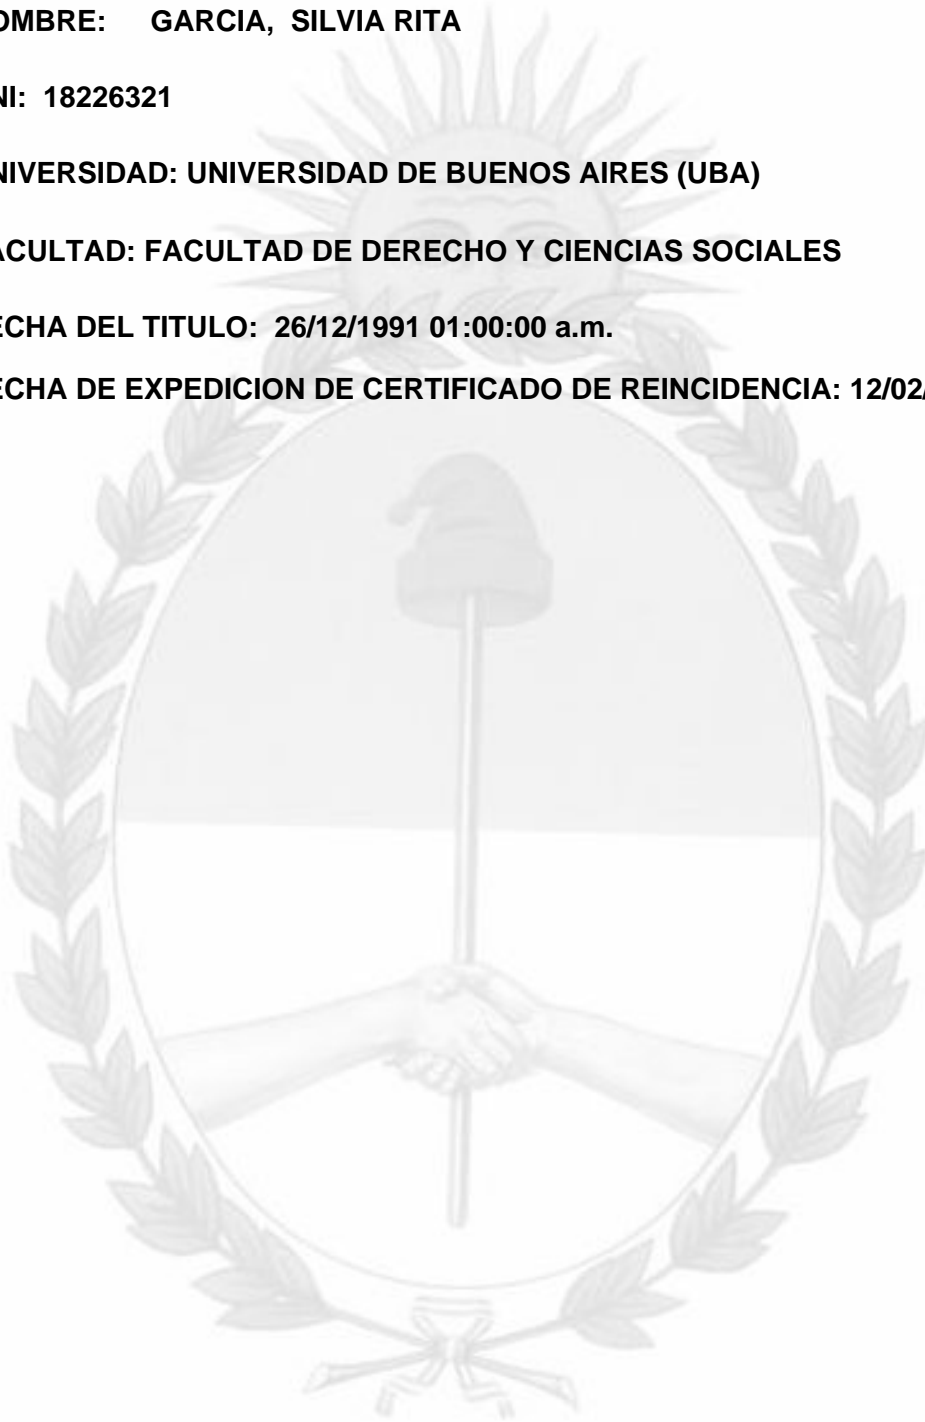 OMBRE: GARCIA, SILVIA RITA
NI: 18226321
NIVERSIDAD: UNIVERSIDAD DE BUENOS AIRES (UBA)
ACULTAD: FACULTAD DE DERECHO Y CIENCIAS SOCIALES
ECHA DEL TITULO: 26/12/1991 01:00:00 a.m.
ECHA DE EXPEDICION DE CERTIFICADO DE REINCIDENCIA: 12/02/